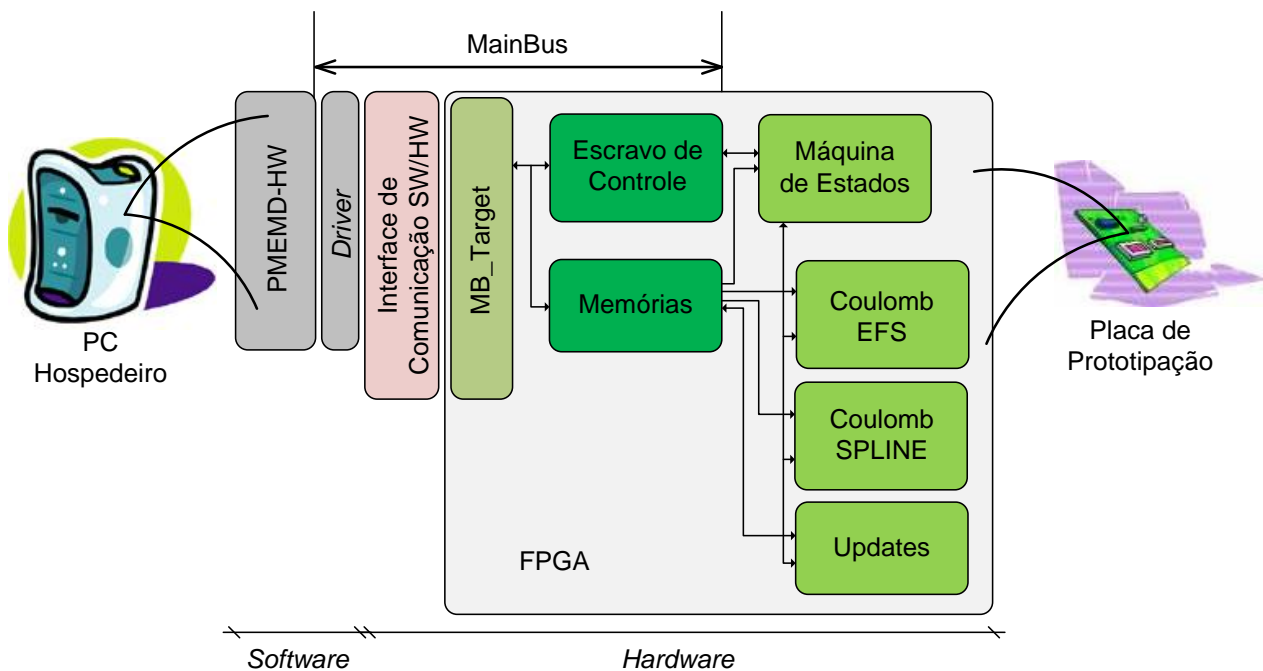 MainBus
PC
Hospedeiro
PMEMD-HW
Driver
Interface de
Comunicação SW/HW
MB_Target
Escravo de
Controle
Máquina
de Estados
Memórias
Coulomb
EFS
Coulomb
SPLINE
Updates
FPGA
Placa de
Prototipação
Software
Hardware